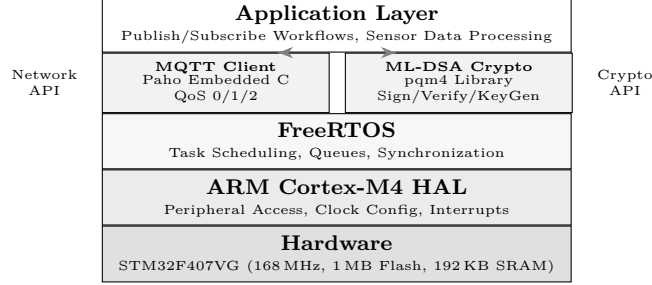 Application Layer
Publish/Subscribe Workflows, Sensor Data Processing
Network
API
MQTT Client
Paho Embedded C
QoS 0/1/2
ML-DSA Crypto
pqm4 Library
Sign/Verify/KeyGen
Crypto
API
FreeRTOS
Task Scheduling, Queues, Synchronization
ARM Cortex-M4 HAL
Peripheral Access, Clock Config, Interrupts
Hardware
STM32F407VG (168 MHz, 1 MB Flash, 192 KB SRAM)